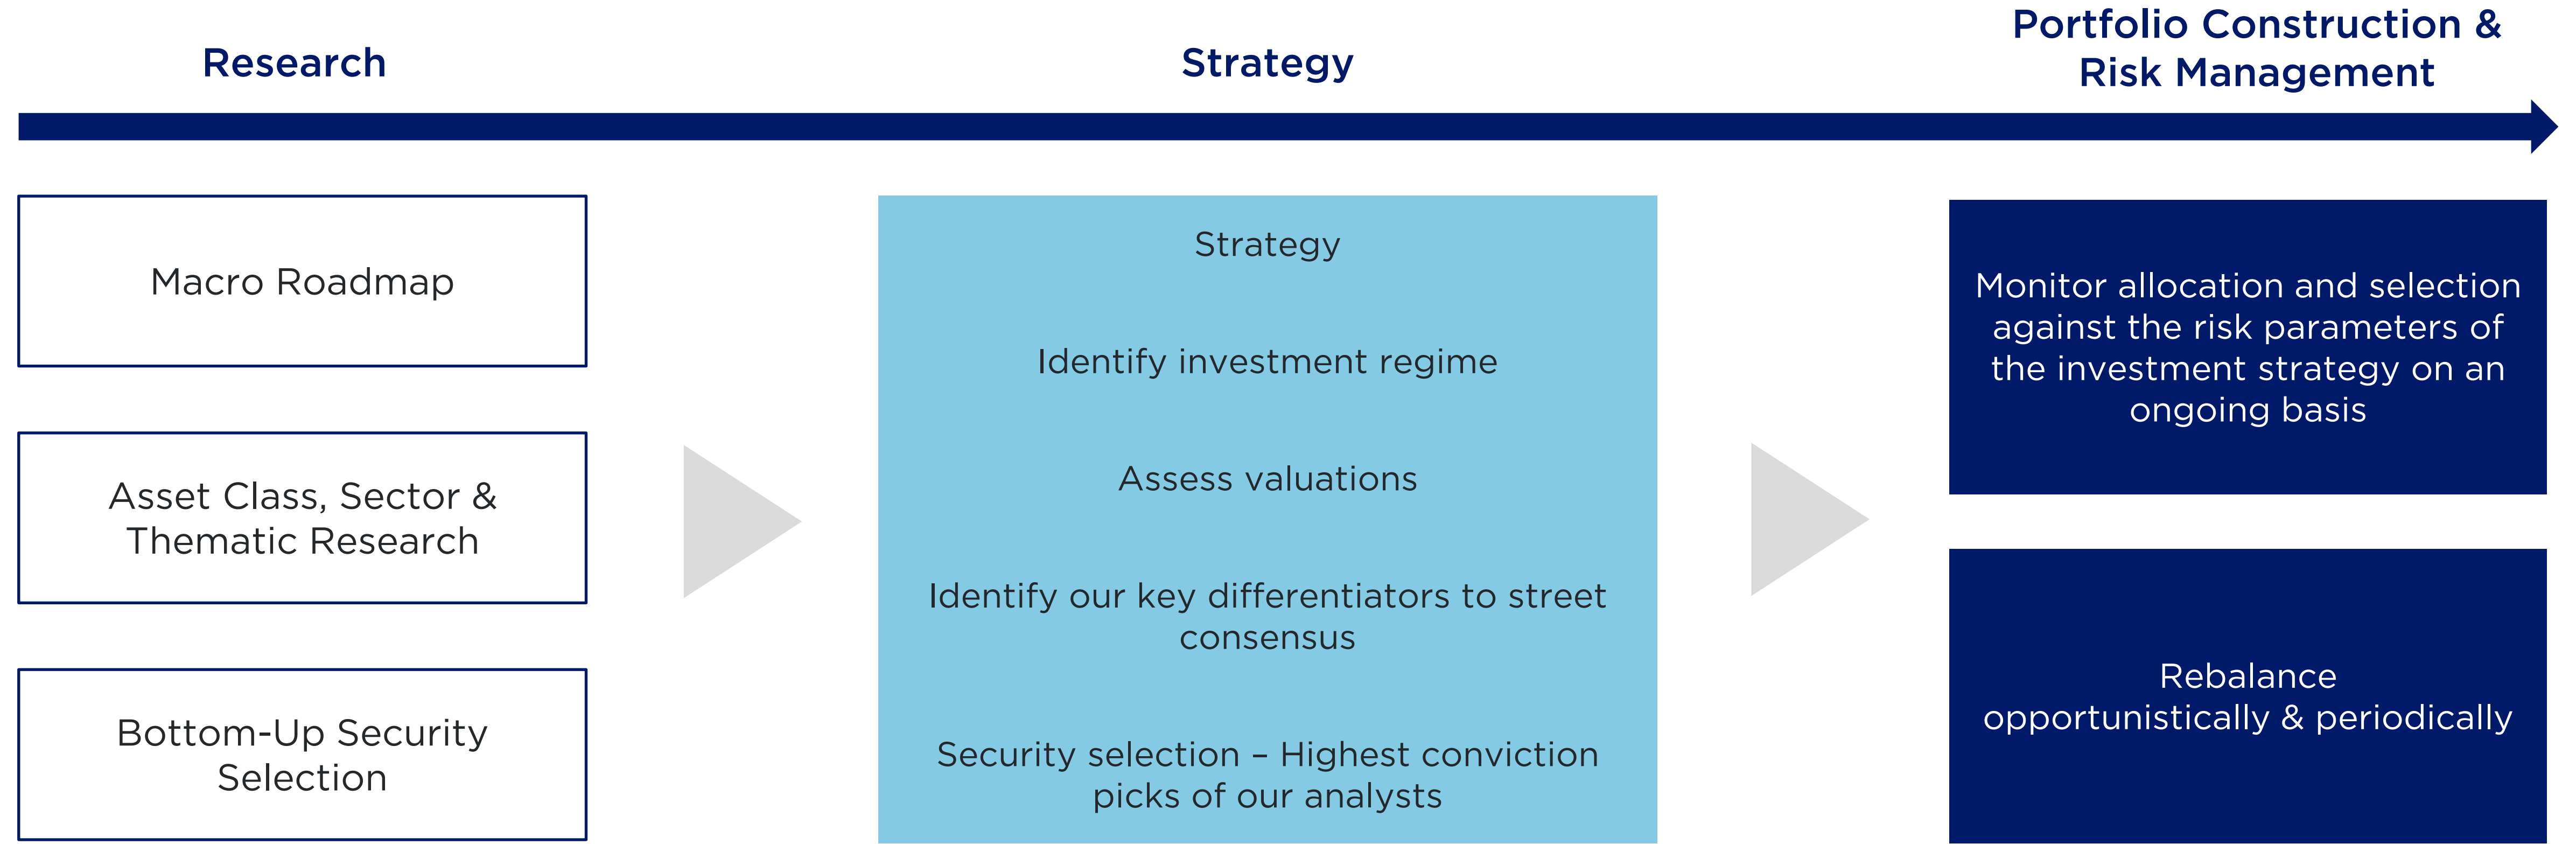 Research
Strategy
Portfolio Construction &
Risk Management
Macro Roadmap
Asset Class, Sector &
Thematic Research
Bottom-Up Security
Selection
Strategy
Identify investment regime
Assess valuations
Identify our key differentiators to street
consensus
Security selection – Highest conviction
picks of our analysts
Monitor allocation and selection
against the risk parameters of
the investment strategy on an
ongoing basis
Rebalance
opportunistically & periodically